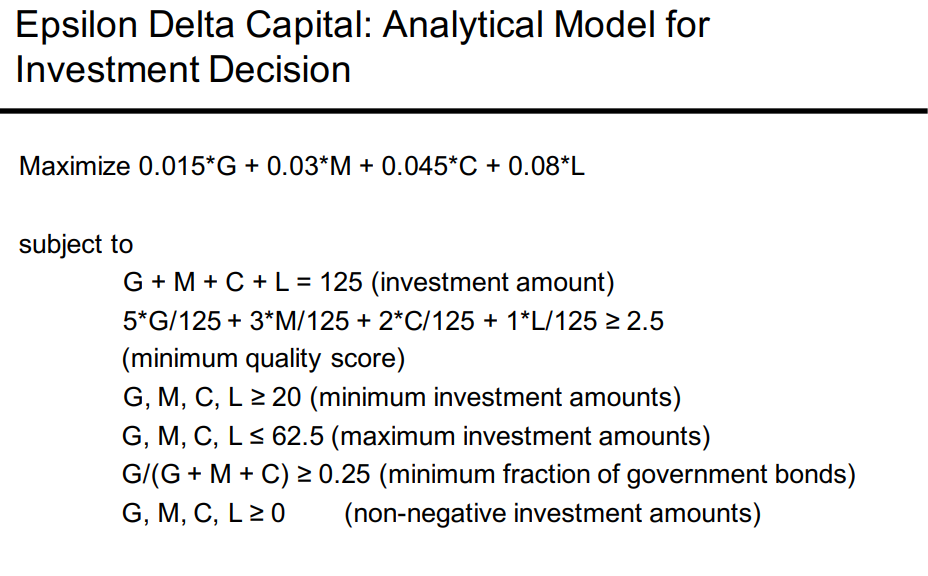 Epsilon Delta Capital: Analytical Model for
Investment Decision
Maximize 0.015*G + 0.03*M + 0.045*C + 0.08*L
subject to
G + M + C + L = 125 (investment amount)
5*G/125 + 3*M/125 + 2*C/125 + 1*L/125 ≥ 2.5
(minimum quality score)
G, M, C, L ≥ 20 (minimum investment amounts)
G, M, C, L ≤ 62.5 (maximum investment amounts)
G/(G + M + C) ≥ 0.25 (minimum fraction of government bonds)
G, M, C, L ≥ 0 (non-negative investment amounts)